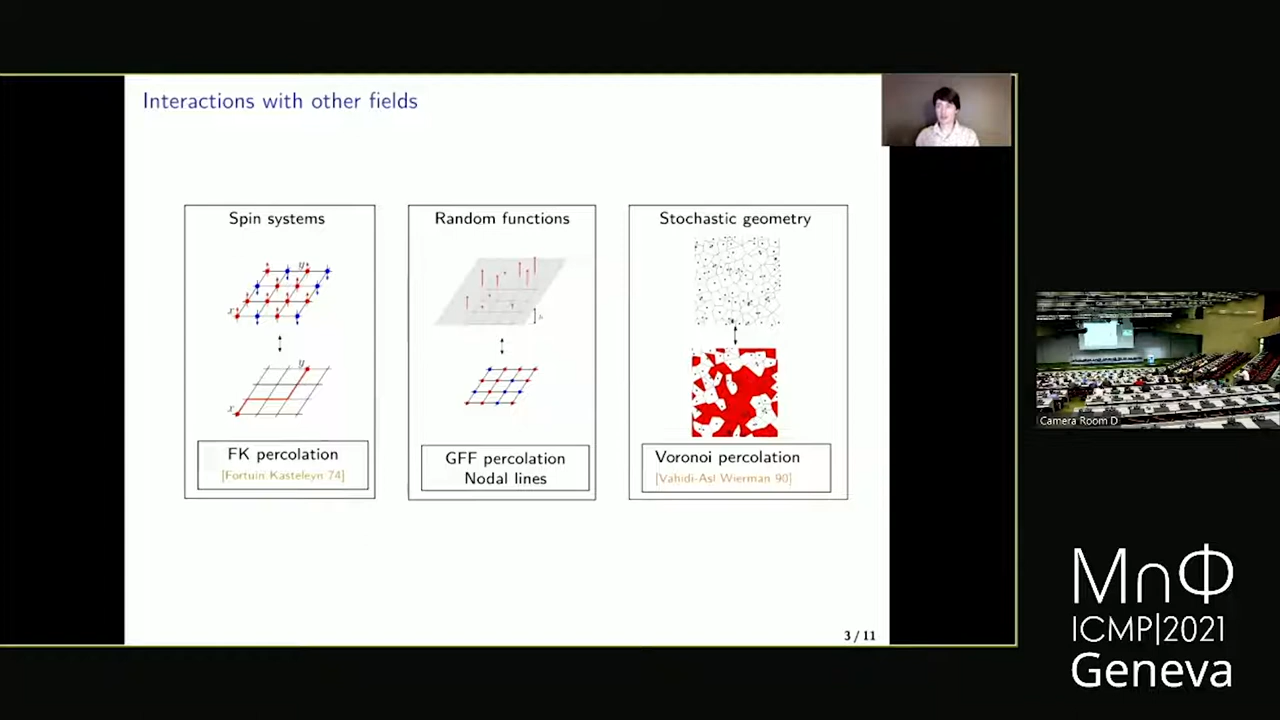 Interactions with other fields
Spin systems
y
x
y
x
FK percolation
[Fortuin Kasteleyn 74]
Random functions
GFF percolation
Nodal lines
Stochastic geometry
Voronoi percolation
[Vahidi-Asl Wierman 90]
3 / 11
Camera Room D
M∩Φ
ICMP|2021
Geneva